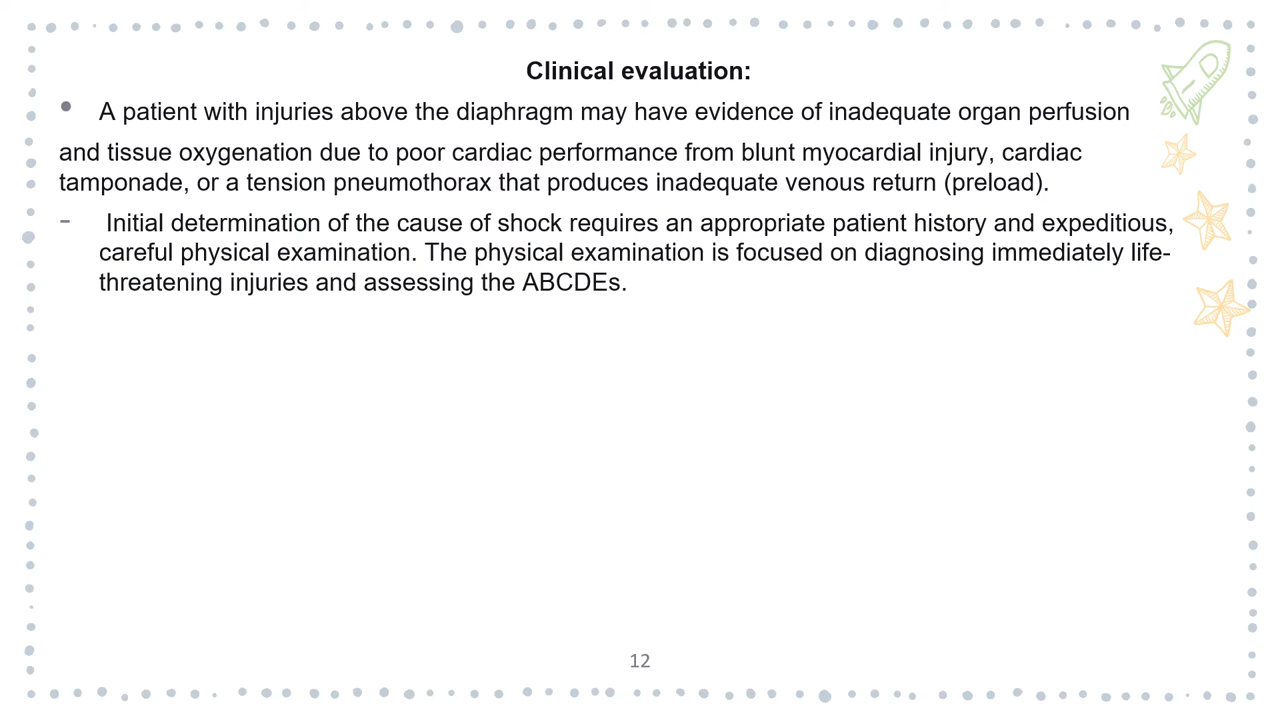 Clinical evaluation:
• A patient with injuries above the diaphragm may have evidence of inadequate organ perfusion
and tissue oxygenation due to poor cardiac performance from blunt myocardial injury, cardiac
tamponade, or a tension pneumothorax that produces inadequate venous return (preload).
- Initial determination of the cause of shock requires an appropriate patient history and expeditious,
careful physical examination. The physical examination is focused on diagnosing immediately life-
threatening injuries and assessing the ABCDEs.
12